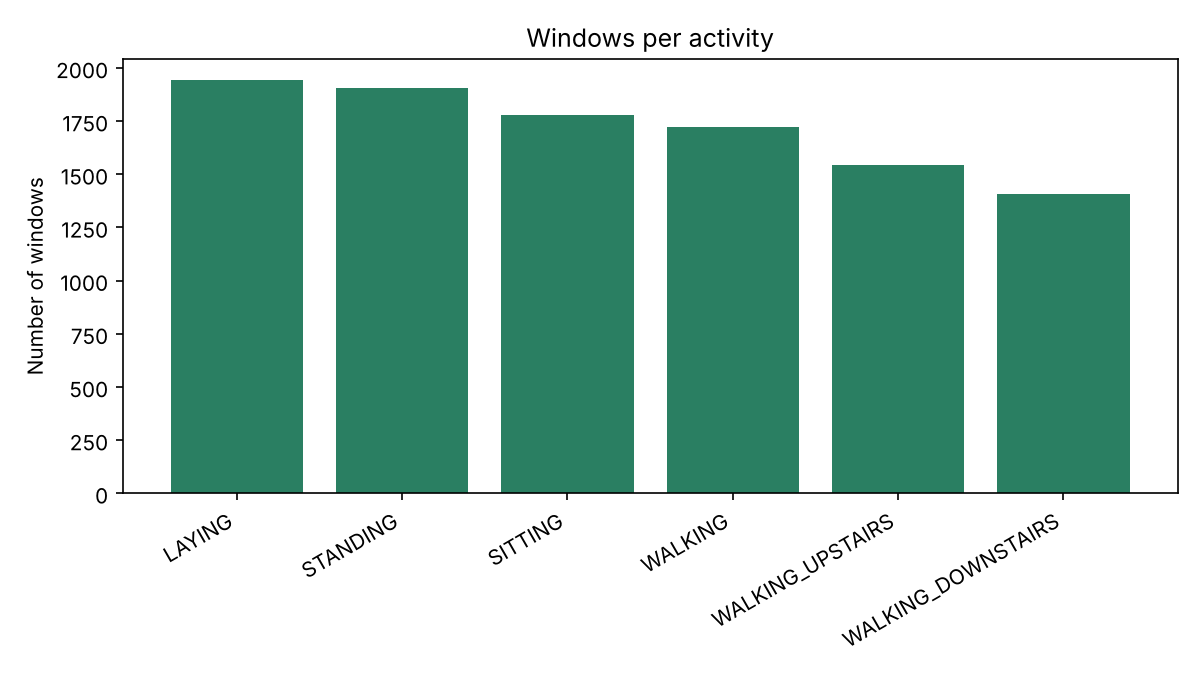 Windows per activity
Number of windows
2000
1750
1500
1250
1000
750
500
250
0
LAYING
STANDING
SITTING
WALKING
WALKING_UPSTAIRS
WALKING_DOWNSTAIRS